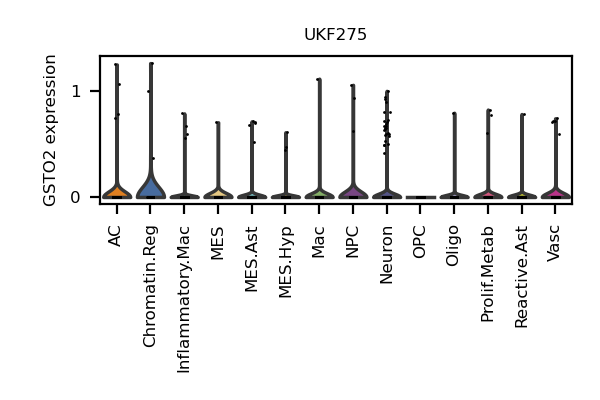 UKF275
GSTO2 expression
1
0
AC
Chromatin.Reg
Inflammatory.Mac
MES
MES.Ast
MES.Hyp
Mac
NPC
Neuron
OPC
Oligo
Prolif.Metab
Reactive.Ast
Vasc